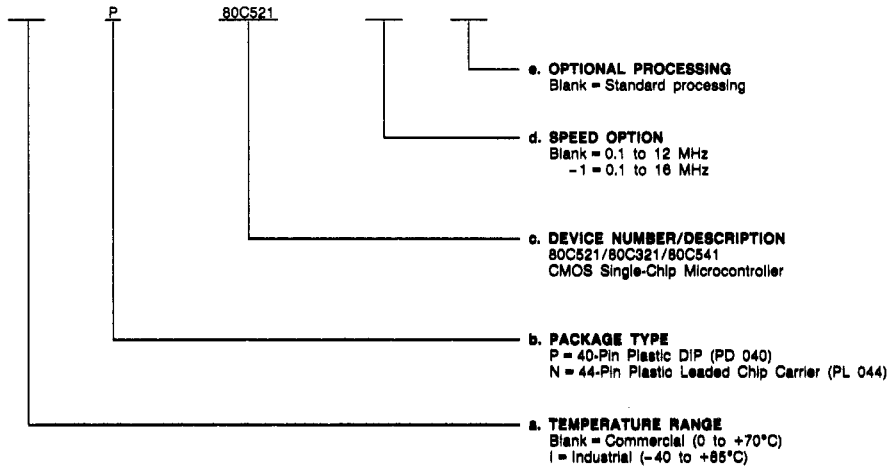 P 80C521
e. OPTIONAL PROCESSING
Blank = Standard processing
d. SPEED OPTION
Blank = 0.1 to 12 MHz
-1 = 0.1 to 16 MHz
c. DEVICE NUMBER/DESCRIPTION
80C521/80C321/80C541
CMOS Single-Chip Microcontroller
b. PACKAGE TYPE
P = 40-Pin Plastic DIP (PD 040)
N = 44-Pin Plastic Leaded Chip Carrier (PL 044)
a. TEMPERATURE RANGE
Blank = Commercial (0 to +70°C)
I = Industrial (-40 to +85°C)